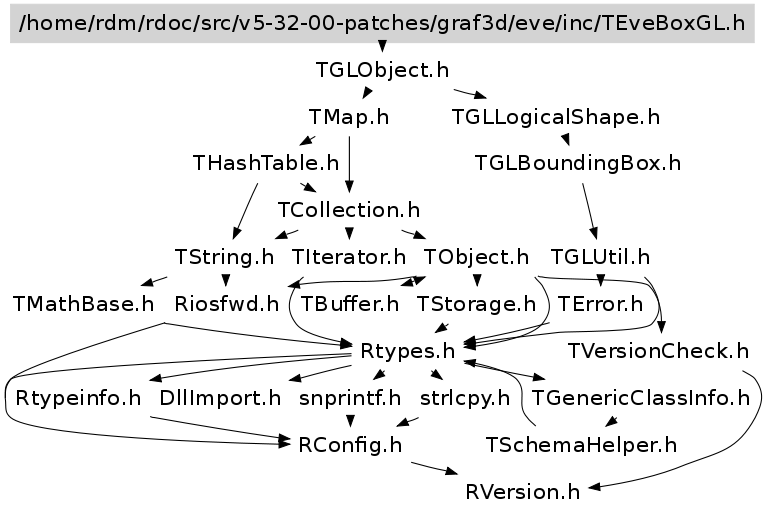 /home/rdm/rdoc/src/v5-32-00-patches/graf3d/eve/inc/TEveBoxGL.h
TGLObject.h
TMap.h TGLLogicalShape.h
THashTable.h TGLBoundingBox.h
TCollection.h
TString.h TIterator.h TObject.h TGLUtil.h
TMathBase.h Riosfwd.h TBuffer.h TStorage.h TError.h
Rtypes.h TVersionCheck.h
Rtypeinfo.h DllImport.h snprintf.h strlcpy.h TGenericClassInfo.h
RConfig.h TSchemaHelper.h
RVersion.h